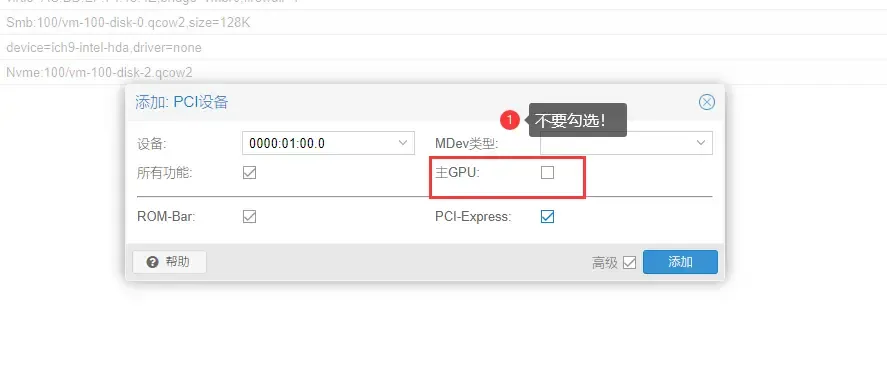 Smb:100/vm-100-disk-0.qcow2,size=128K
device=ich9-intel-hda,driver=none
Nvme:100/vm-100-disk-2.qcow2
添加: PCI设备
1 不要勾选!
设备: 0000:01:00.0 MDev类型:
所有功能: 主GPU:
ROM-Bar: PCI-Express:
帮助 高级 添加